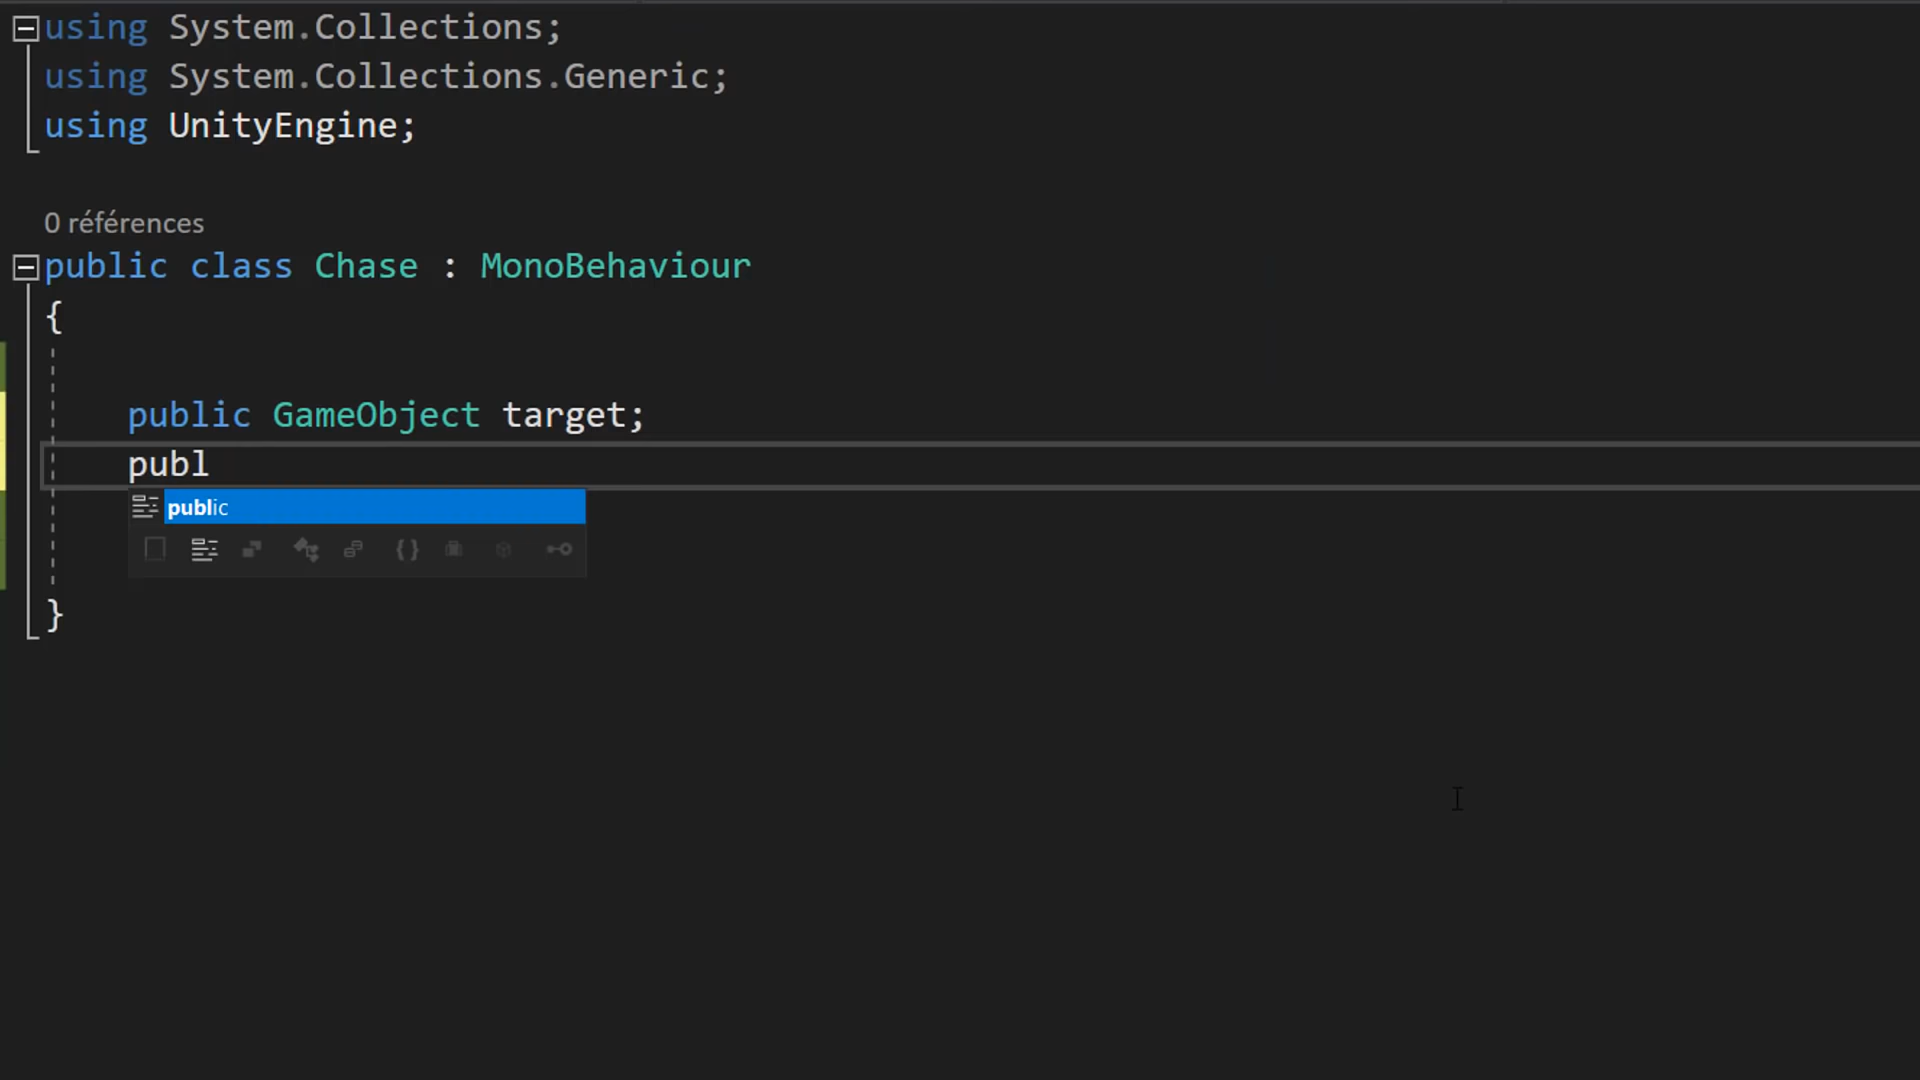 using System.Collections;
using System.Collections.Generic;
using UnityEngine;
0 références
public class Chase : MonoBehaviour
{
public GameObject target;
publ
public
}